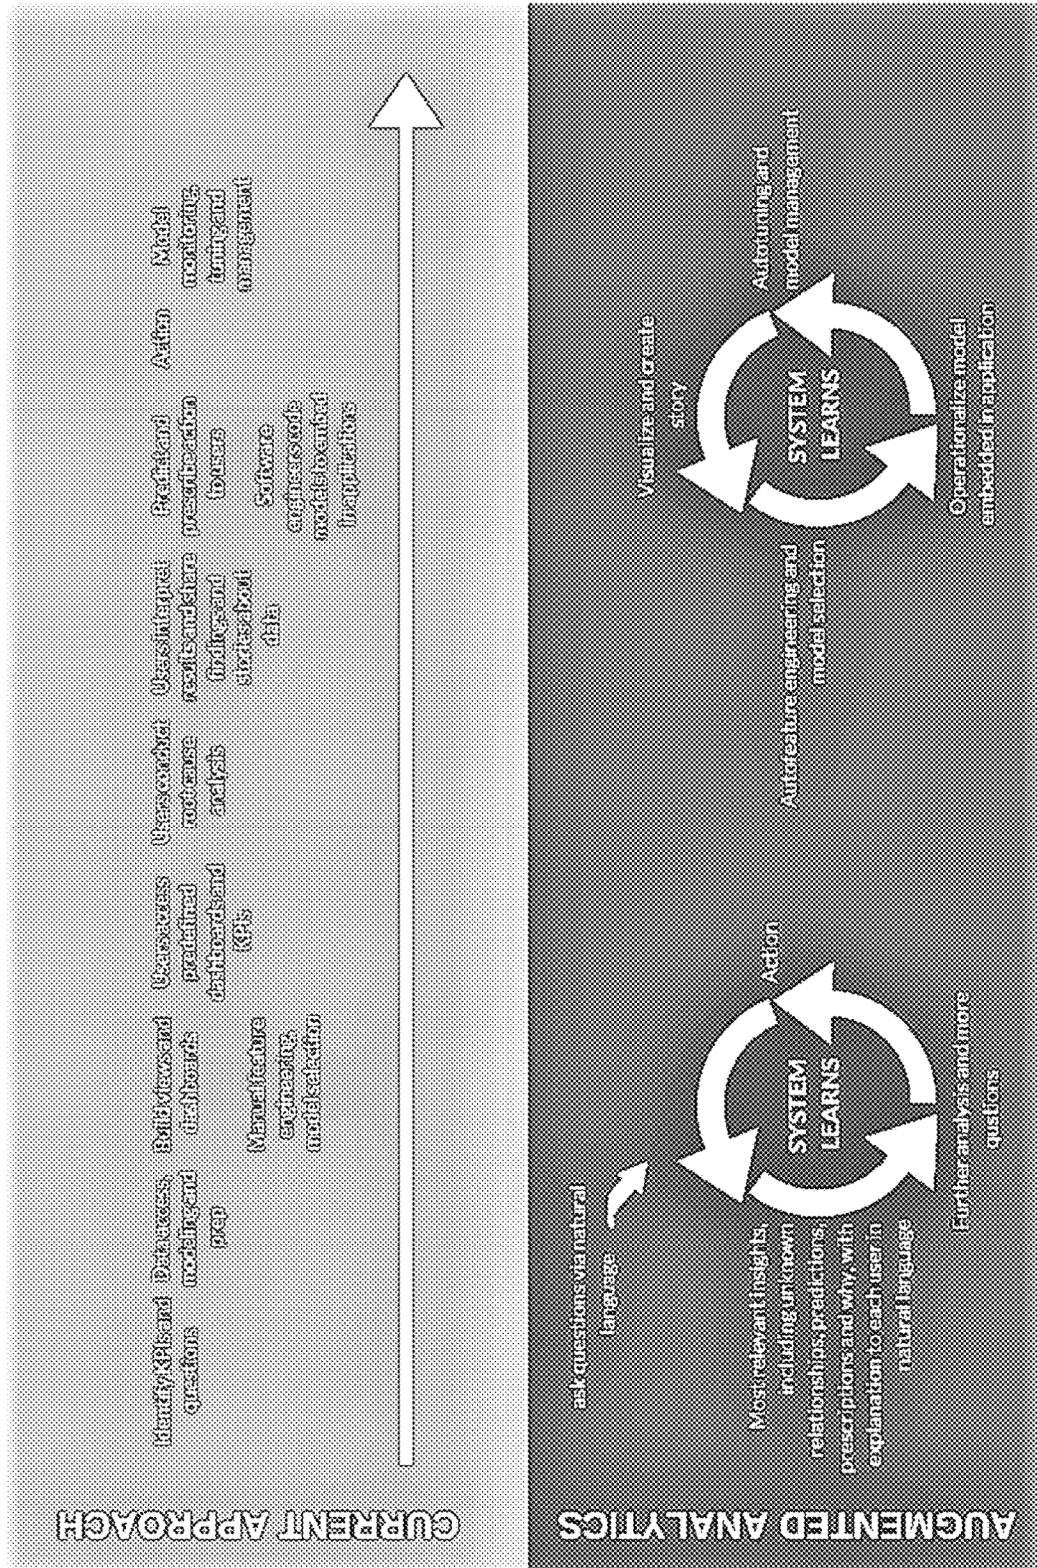 CURRENT APPROACH
Identify KPIs and
questions
Data access,
modeling and
prep
Build views and
dashboards
Manual feature
engineering,
model selection
Users access
predefined
dashboards and
KPIs
Users conduct
root-cause
analysis
Users interpret
results and share
findings and
stories about
data
Predict and
prescribe action
to users
Software
engineers code
models to embed
in applications
Action
Model
monitoring,
tuning and
management
AUGMENTED ANALYTICS
ask questions via natural
language
Most relevant insights,
including unknown
relationships, predictions,
prescriptions and why, with
explanation to each user in
natural language
SYSTEM
LEARNS
Action
Further analysis and more
qustions
Autofeature engineering and
model selection
Visualize and create
story
SYSTEM
LEARNS
Autotuning and
model management
Operationalize model
embedded in application